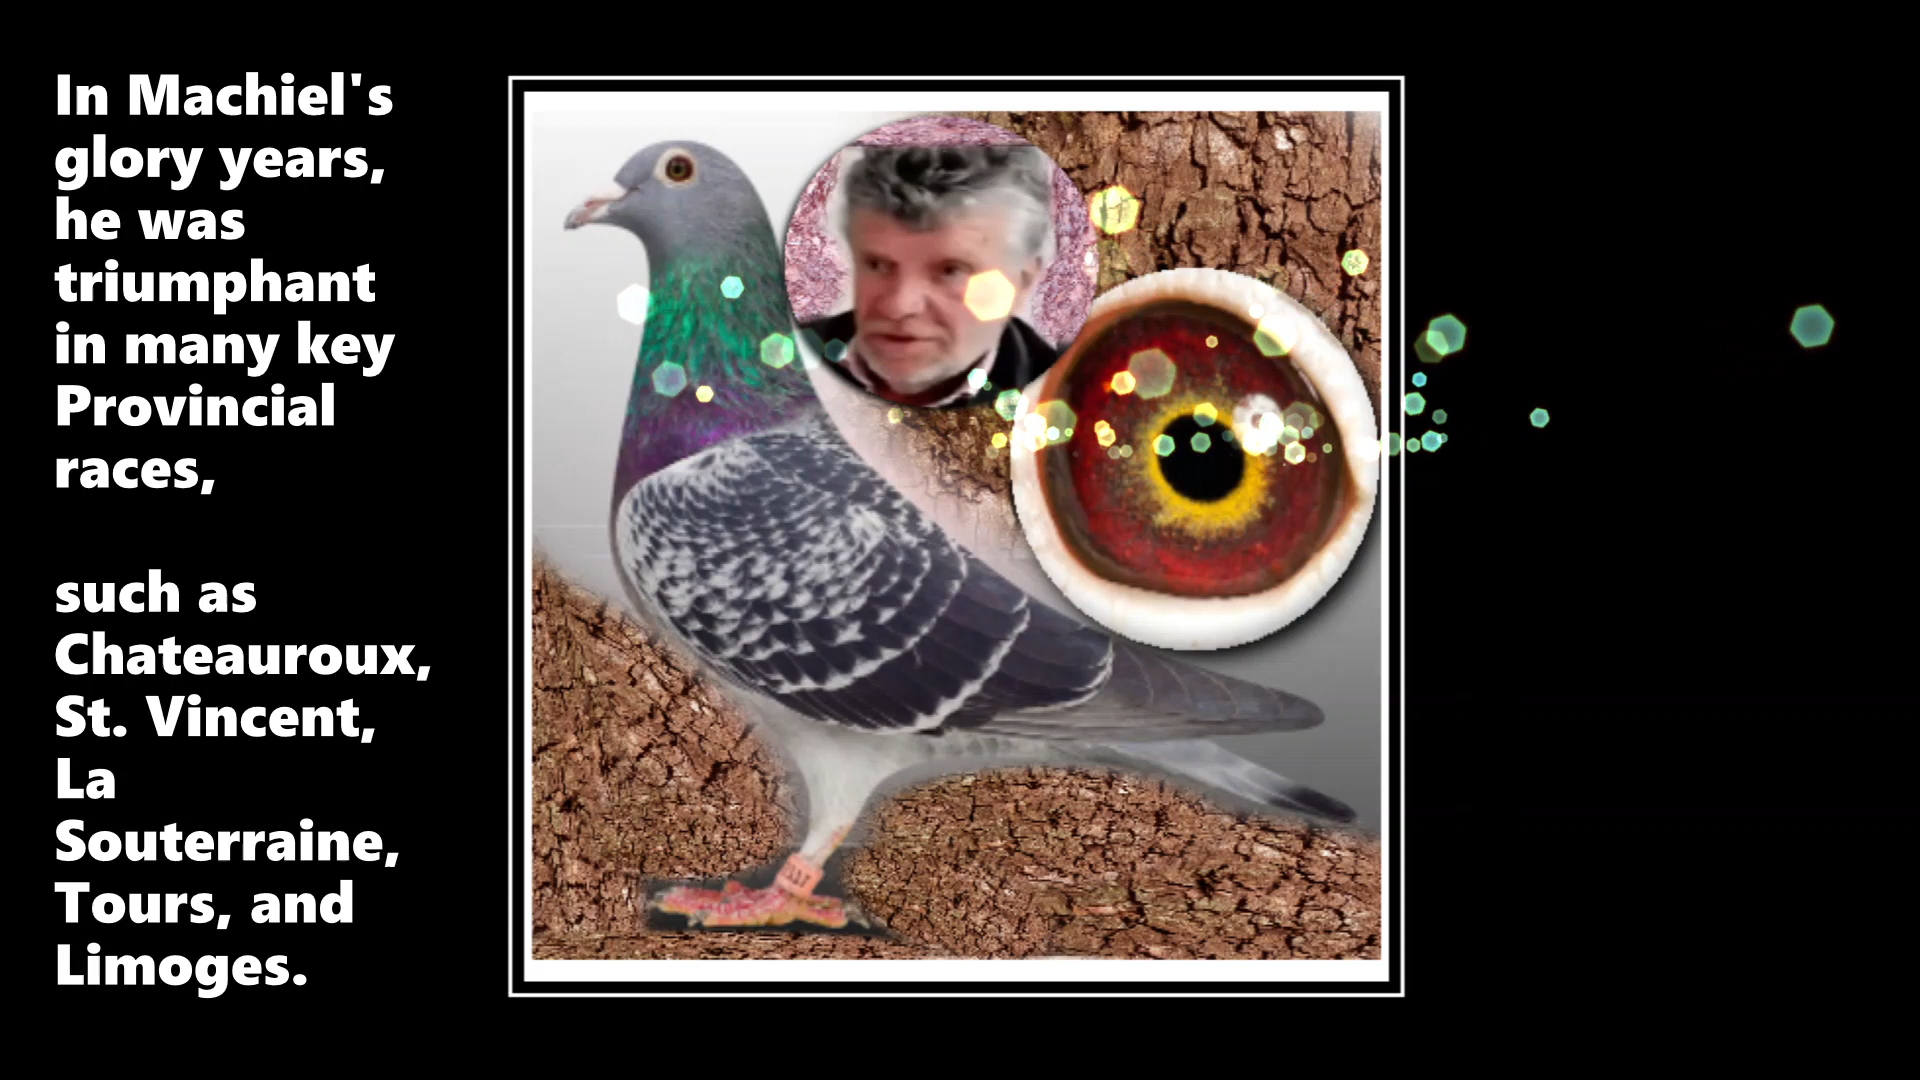 In Machiel's
glory years,
he was
triumphant
in many key
Provincial
races,
such as
Chateauroux,
St. Vincent,
La
Souterraine,
Tours, and
Limoges.